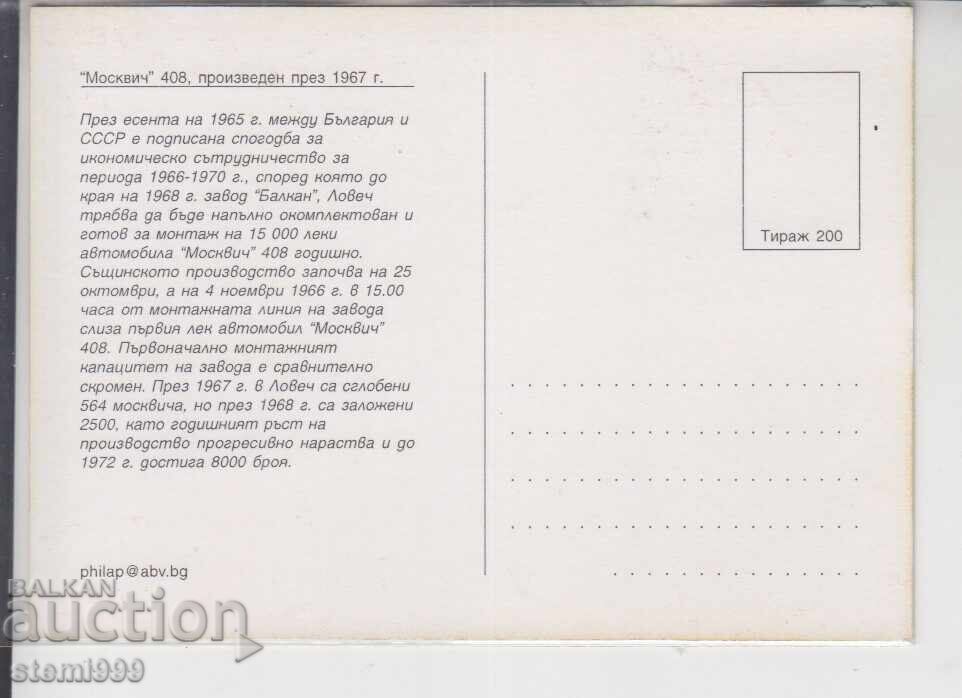 “Москвич” 408, произведен през 1967 г.
През есента на 1965 г. между България и
СССР е подписана спогодба за
икономическо сътрудничество за
периода 1966-1970 г., според която до
края на 1968 г. завод “Балкан”, Ловеч
трябва да бъде напълно окомплектован и
готов за монтаж на 15 000 леки
автомобила “Москвич” 408 годишно.
Същинското производство започва на 25
октомври, а на 4 ноември 1966 г. в 15.00
часа от монтажната линия на завода
слиза първия лек автомобил “Москвич”
408. Първоначално монтажният
капацитет на завода е сравнително
скромен. През 1967 г. в Ловеч са сглобени
564 москвича, но през 1968 г. са заложени
2500, като годишният ръст на
производство прогресивно нараства и до
1972 г. достига 8000 броя.
philap@abv.bg
Тираж 200
BALKAN
auction
stemi999